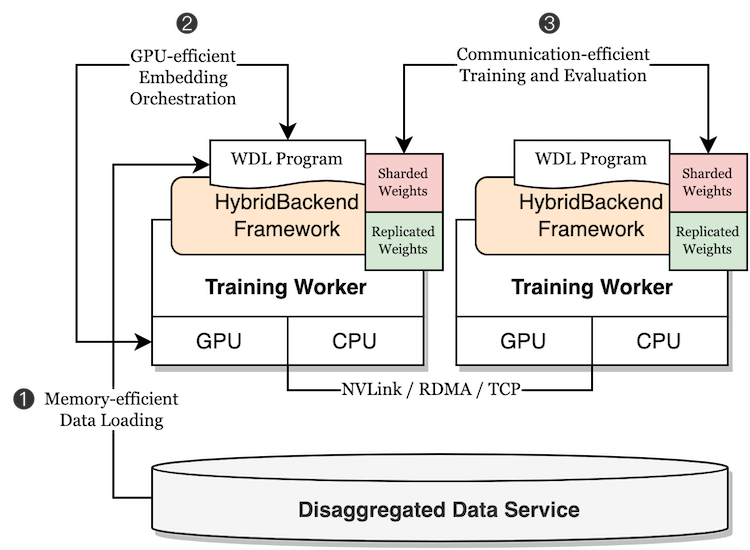 ❷
GPU-efficient
Embedding
Orchestration
❸
Communication-efficient
Training and Evaluation
WDL Program
HybridBackend
Framework
Sharded
Weights
Replicated
Weights
Training Worker
GPU
CPU
WDL Program
HybridBackend
Framework
Sharded
Weights
Replicated
Weights
Training Worker
GPU
CPU
NVLink / RDMA / TCP
❶ Memory-efficient
Data Loading
Disaggregated Data Service